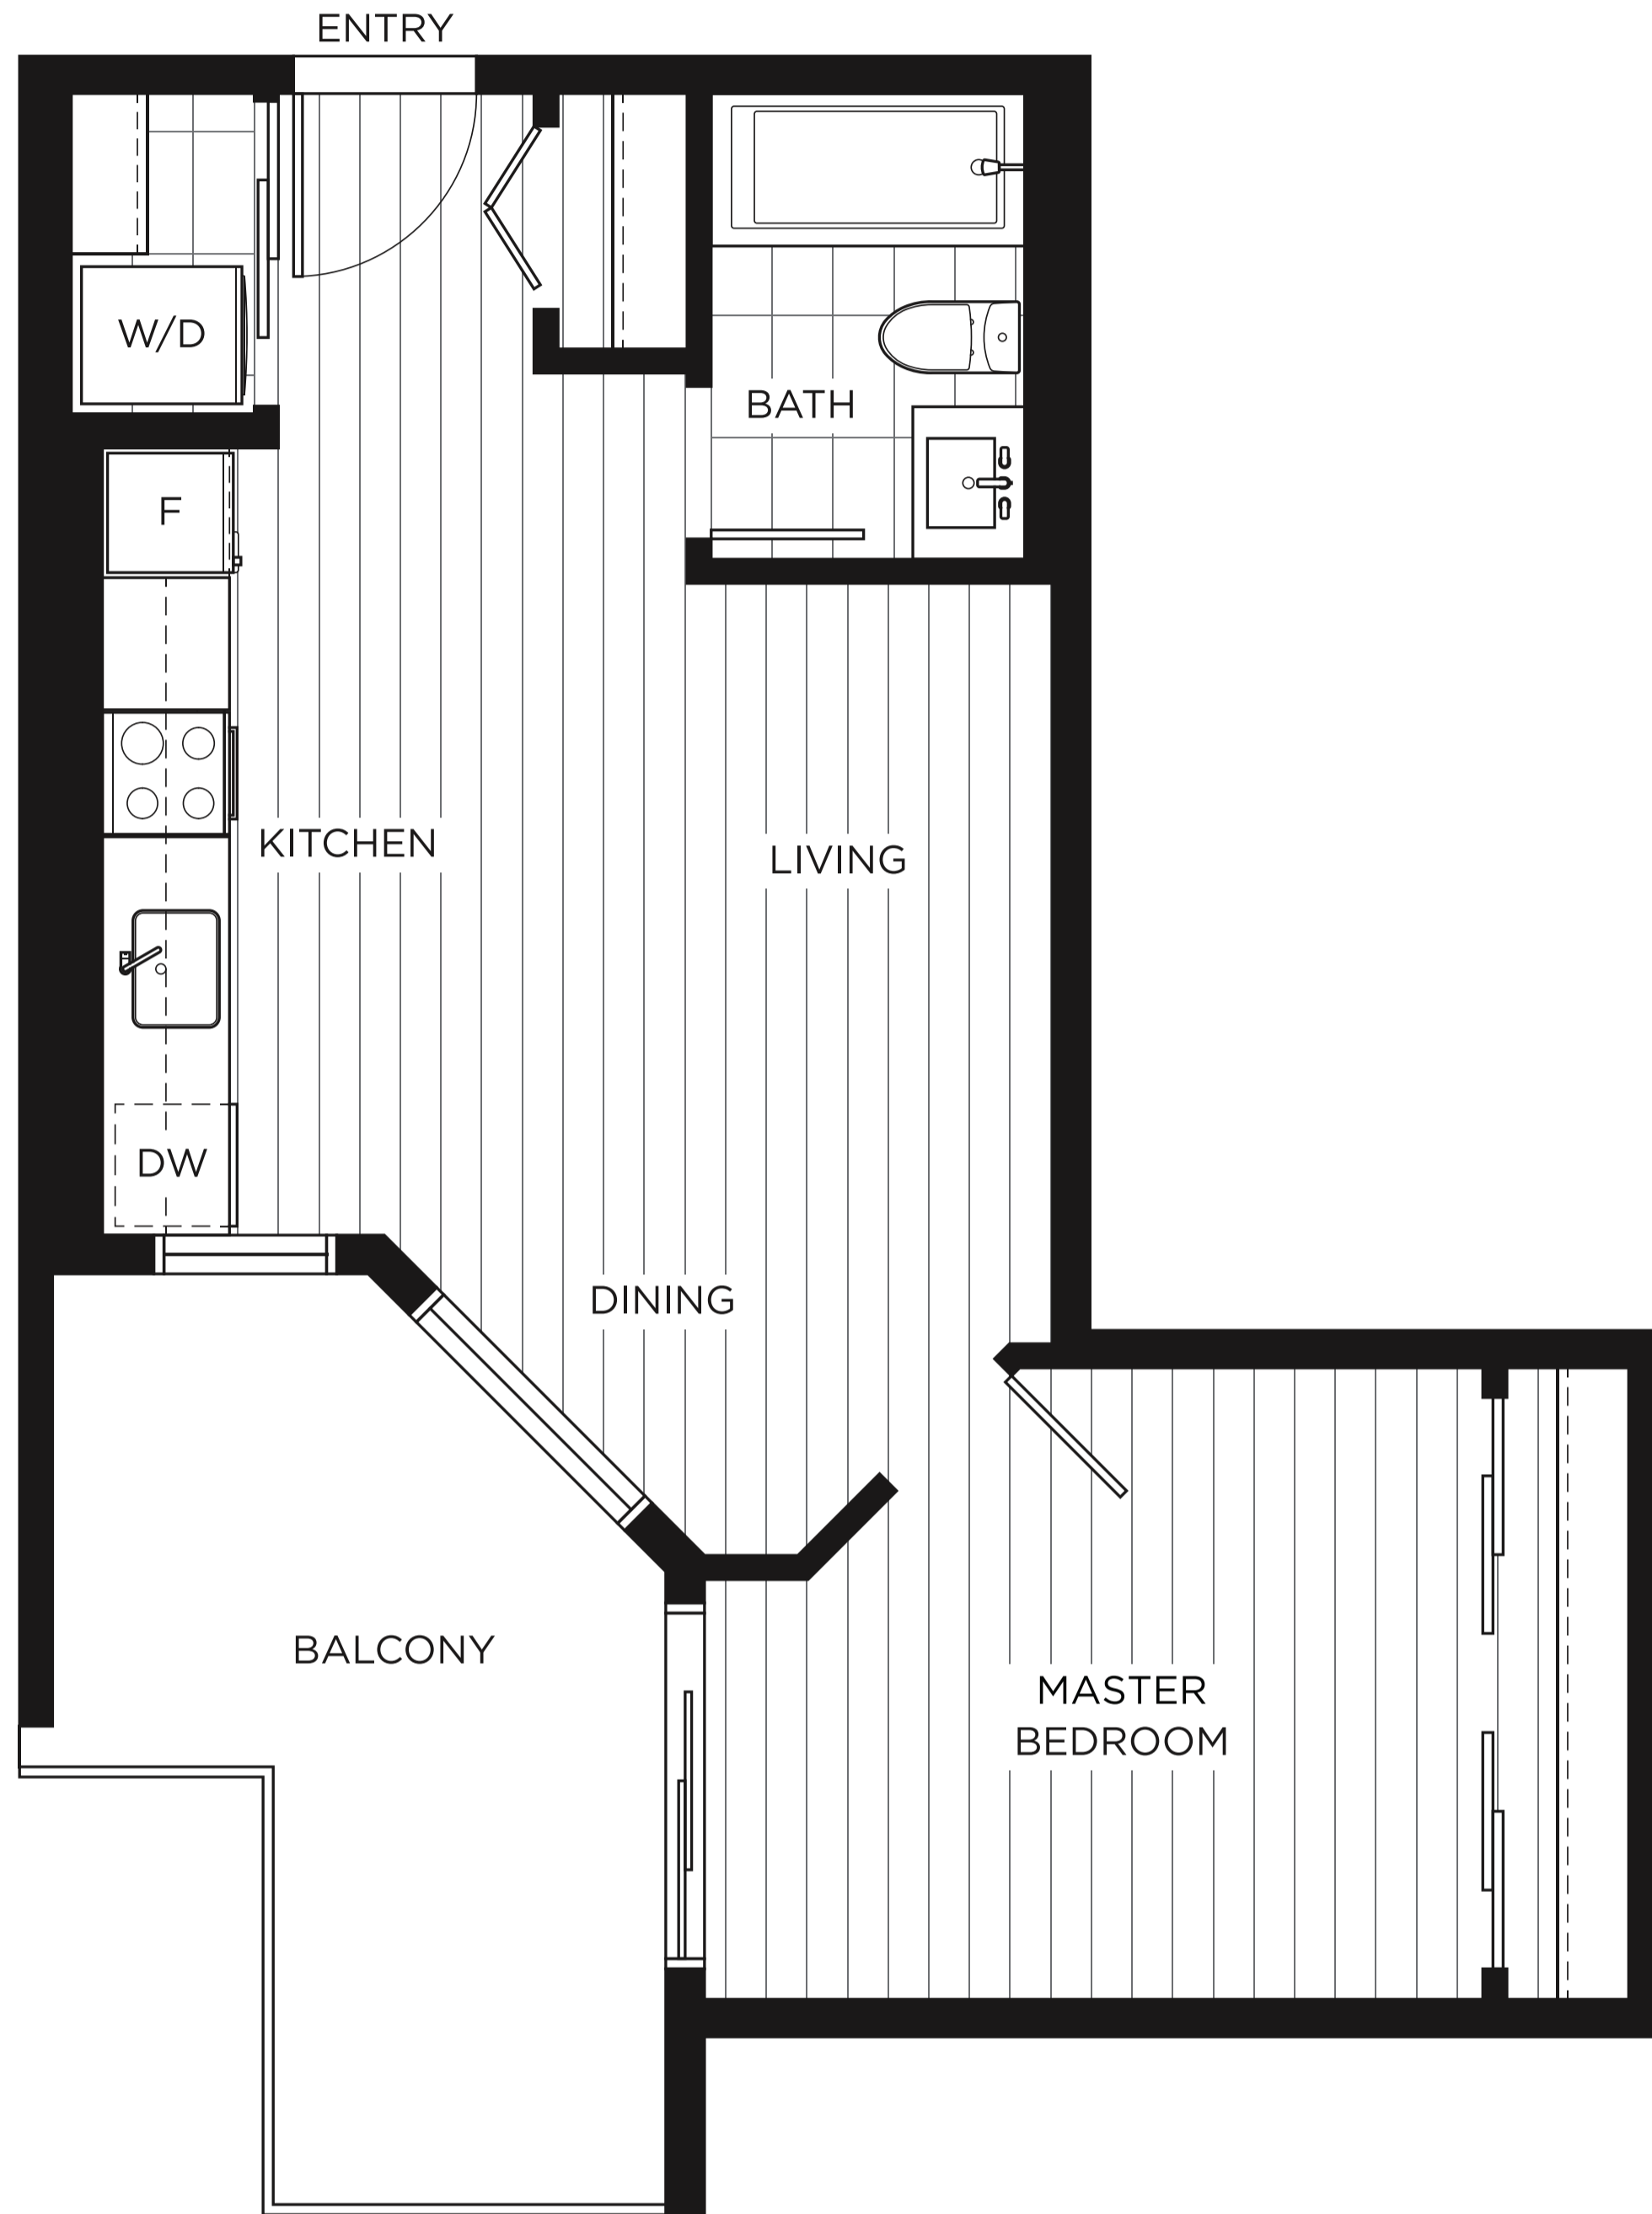 ENTRY
W/D
BATH
F
KITCHEN
LIVING
DW
DINING
BALCONY
MASTER
BEDROOM